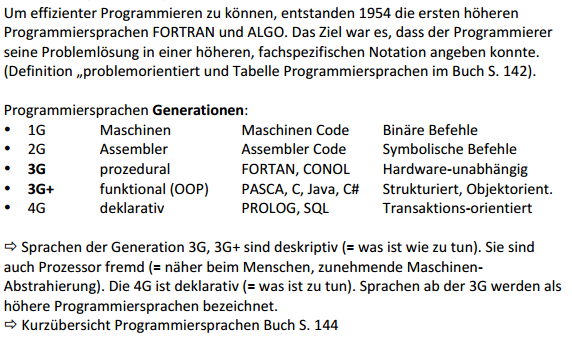 Um effizienter Programmieren zu können, entstanden 1954 die ersten höheren
Programmiersprachen FORTRAN und ALGO. Das Ziel war es, dass der Programmierer
seine Problemlösung in einer höheren, fachspezifischen Notation angeben konnte.
(Definition „problemorientiert und Tabelle Programmiersprachen im Buch S. 142).
Programmiersprachen Generationen:
• 1G Maschinen Maschinen Code Binäre Befehle
• 2G Assembler Assembler Code Symbolische Befehle
• 3G prozedural FORTAN, CONOL Hardware-unabhängig
• 3G+ funktional (OOP) PASCA, C, Java, C# Strukturiert, Objektorient.
• 4G deklarativ PROLOG, SQL Transaktions-orientiert
⇨ Sprachen der Generation 3G, 3G+ sind deskriptiv (= was ist wie zu tun). Sie sind
auch Prozessor fremd (= näher beim Menschen, zunehmende Maschinen-
Abstrahierung). Die 4G ist deklarativ (= was ist zu tun). Sprachen ab der 3G werden als
höhere Programmiersprachen bezeichnet.
⇨ Kurzübersicht Programmiersprachen Buch S. 144